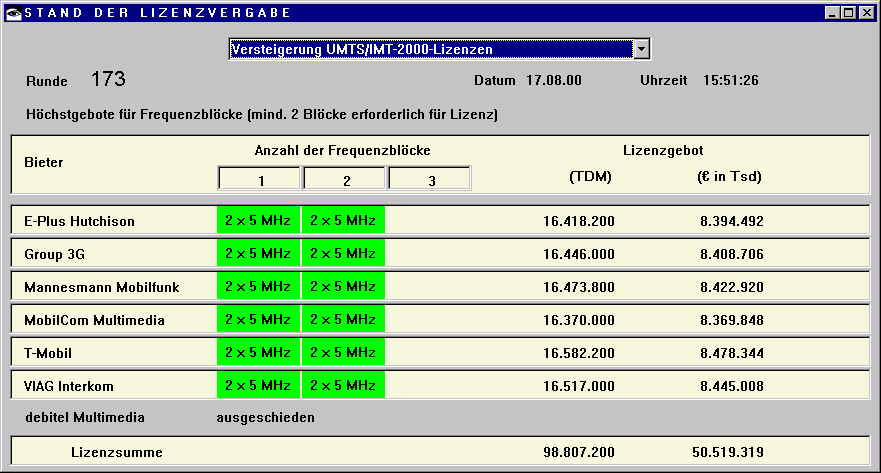 STAND DER LIZENZVERGABE
Versteigerung UMTS/IMT-2000-Lizenzen
Runde 173 Datum 17.08.00 Uhrzeit 15:51:26
Höchstgebote für Frequenzblöcke (mind. 2 Blöcke erforderlich für Lizenz)
Bieter Anzahl der Frequenzblöcke Lizenzgebot
1 2 3 (TDM) (€ in Tsd)
E-Plus Hutchison 2 x 5 MHz 2 x 5 MHz 16.418.200 8.394.492
Group 3G 2 x 5 MHz 2 x 5 MHz 16.446.000 8.408.706
Mannesmann Mobilfunk 2 x 5 MHz 2 x 5 MHz 16.473.800 8.422.920
MobilCom Multimedia 2 x 5 MHz 2 x 5 MHz 16.370.000 8.369.848
T-Mobil 2 x 5 MHz 2 x 5 MHz 16.582.200 8.478.344
VIAG Interkom 2 x 5 MHz 2 x 5 MHz 16.517.000 8.445.008
debitel Multimedia ausgeschieden
Lizenzsumme 98.807.200 50.519.319